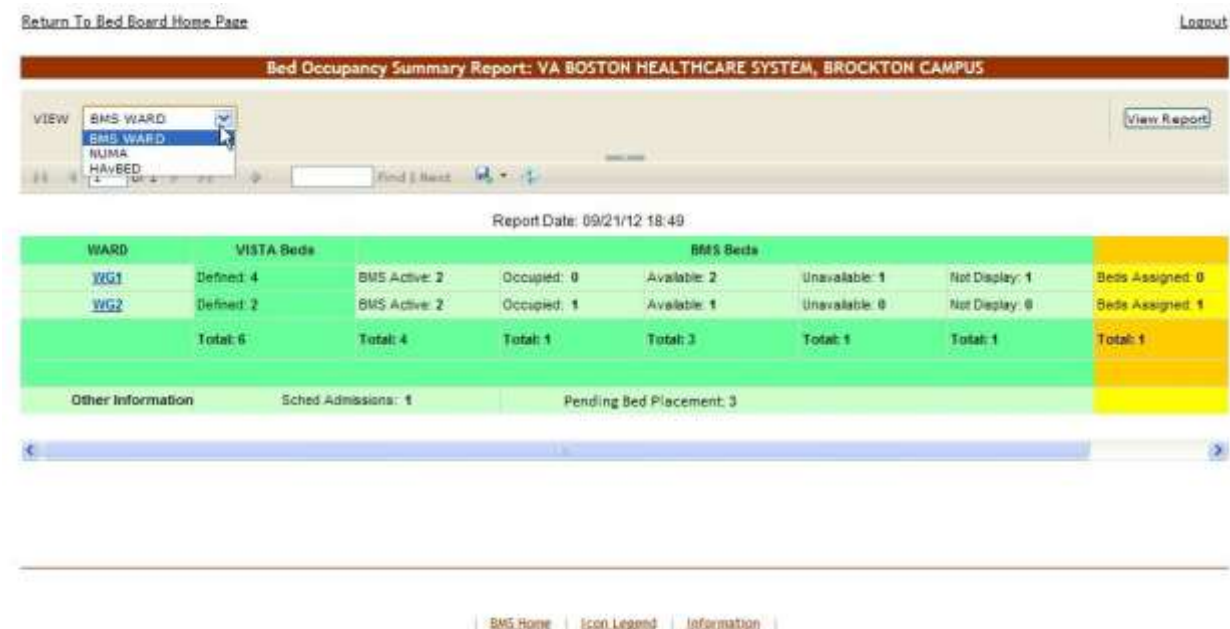 Return To Bed Board Home Page Logout
Bed Occupancy Summary Report: VA BOSTON HEALTHCARE SYSTEM, BROCKTON CAMPUS
VIEW BMS WARD View Report
BMS WARD
NUMA
HAvBED
1 of 1 Find | Next
Report Date: 09/21/12 18:49
WARD VISTA Beds BMS Beds
WG1 Defined: 4 BMS Active: 2 Occupied: 0 Available: 2 Unavailable: 1 Not Display: 1 Beds Assigned: 0
WG2 Defined: 2 BMS Active: 2 Occupied: 1 Available: 1 Unavailable: 0 Not Display: 0 Beds Assigned: 1
Total: 6 Total: 4 Total: 1 Total: 3 Total: 1 Total: 1 Total: 1
Other Information Sched Admissions: 1 Pending Bed Placement: 3
| BMS Home | Icon Legend | Information |